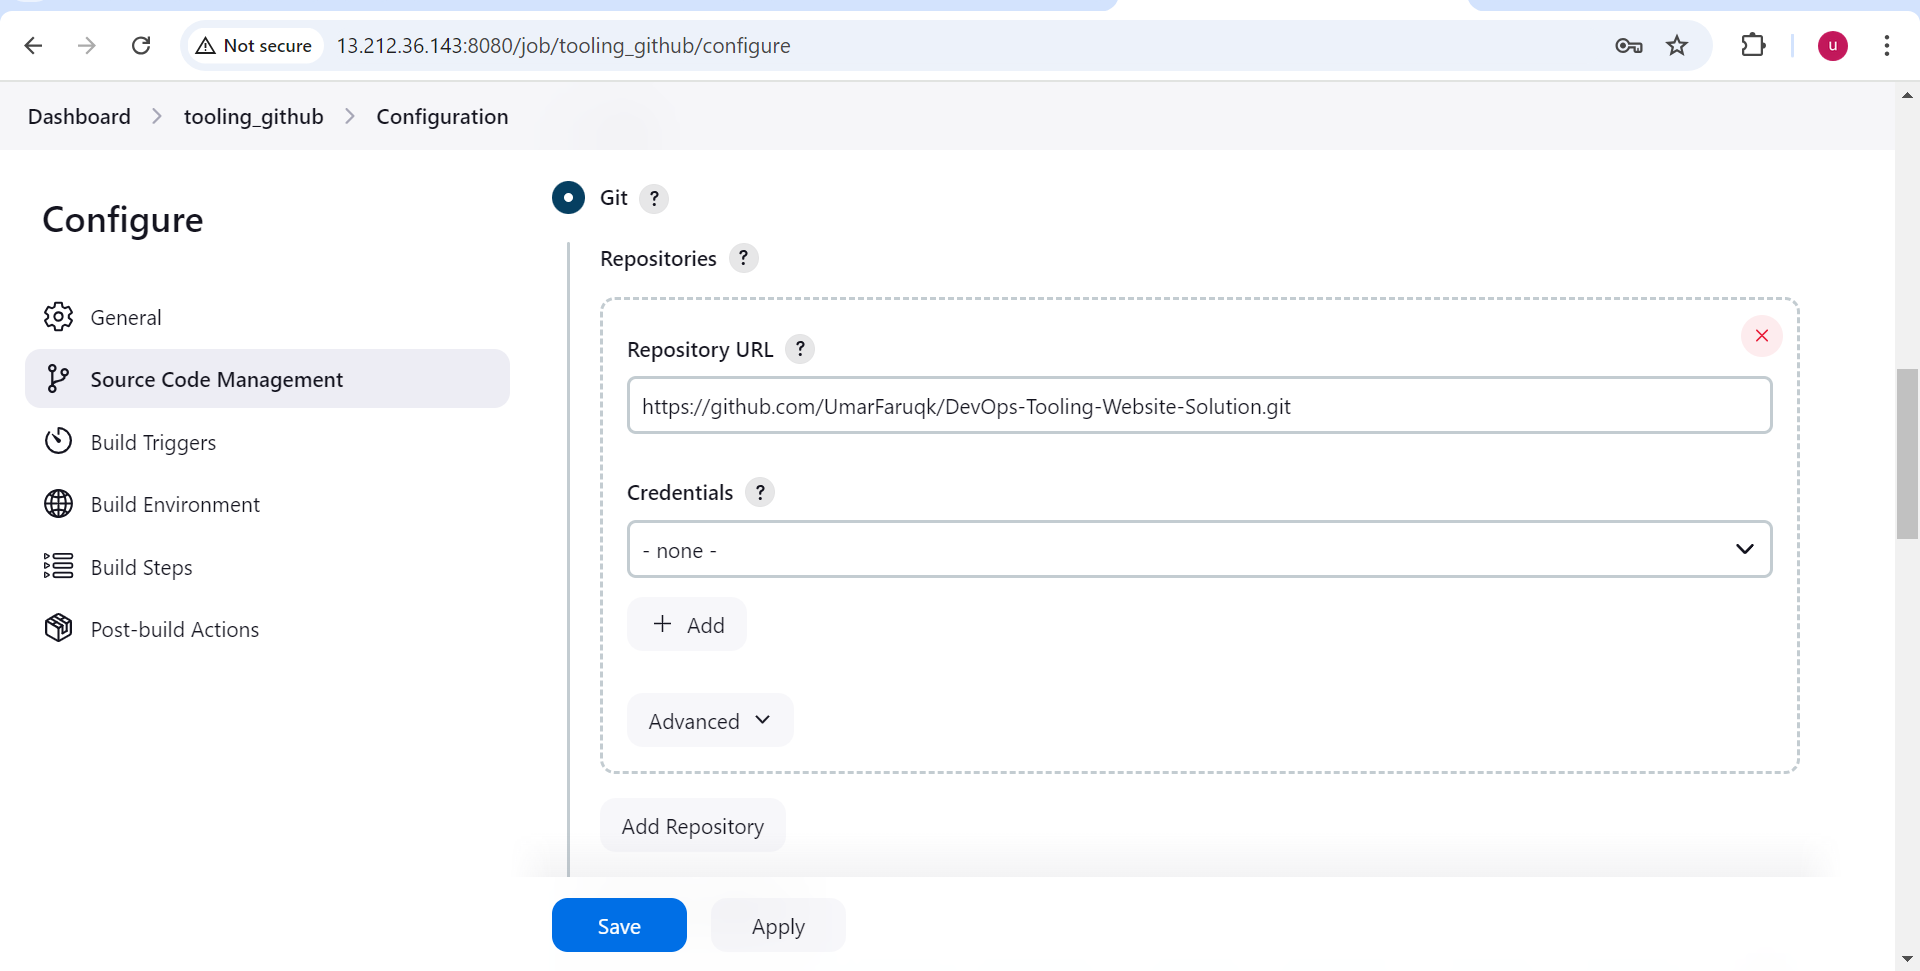 Not secure 13.212.36.143:8080/job/tooling_github/configure u
Dashboard > tooling_github > Configuration
Configure
General
Source Code Management
Build Triggers
Build Environment
Build Steps
Post-build Actions
Git ?
Repositories ?
Repository URL ?
https://github.com/UmarFaruqk/DevOps-Tooling-Website-Solution.git
Credentials ?
- none -
+ Add
Advanced
Add Repository
Save Apply